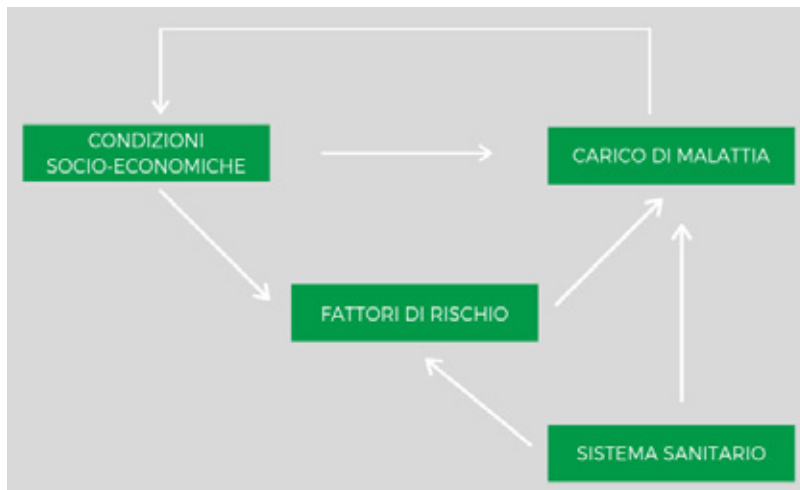 CONDIZIONI
SOCIO-ECONOMICHE
CARICO DI MALATTIA
FATTORI DI RISCHIO
SISTEMA SANITARIO